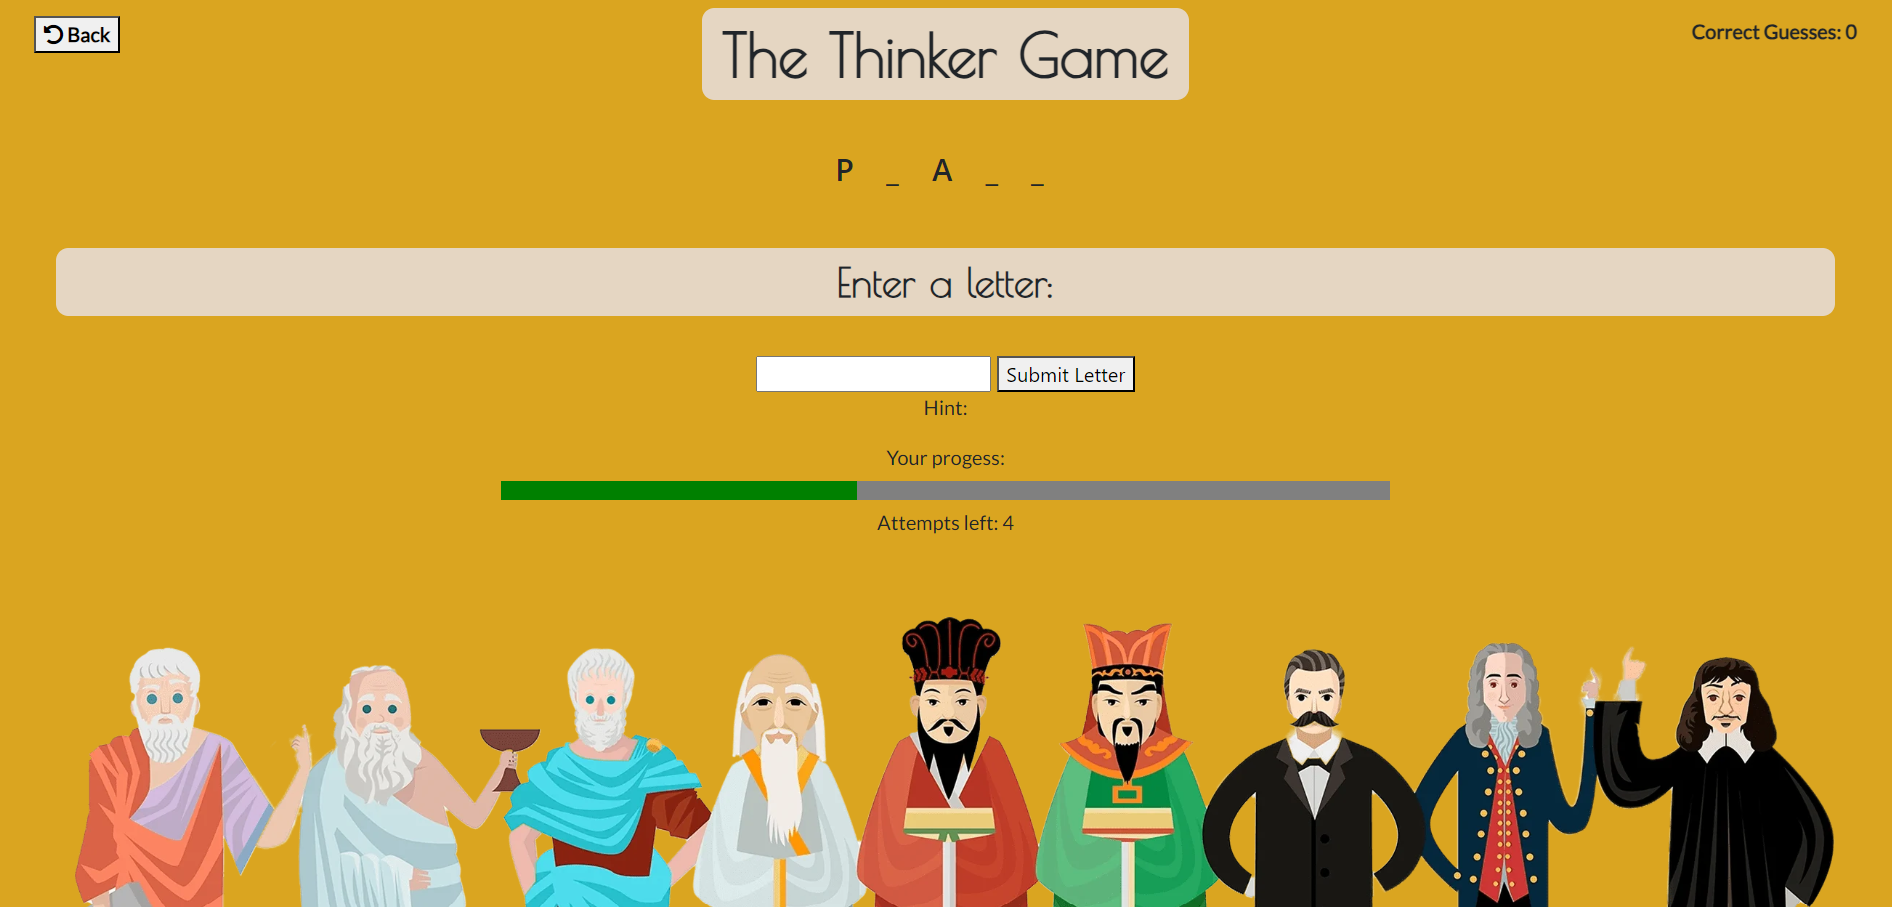 Back
The Thinker Game
Correct Guesses: 0
P _ A _ _
Enter a letter:
Submit Letter
Hint:
Your progess:
Attempts left: 4